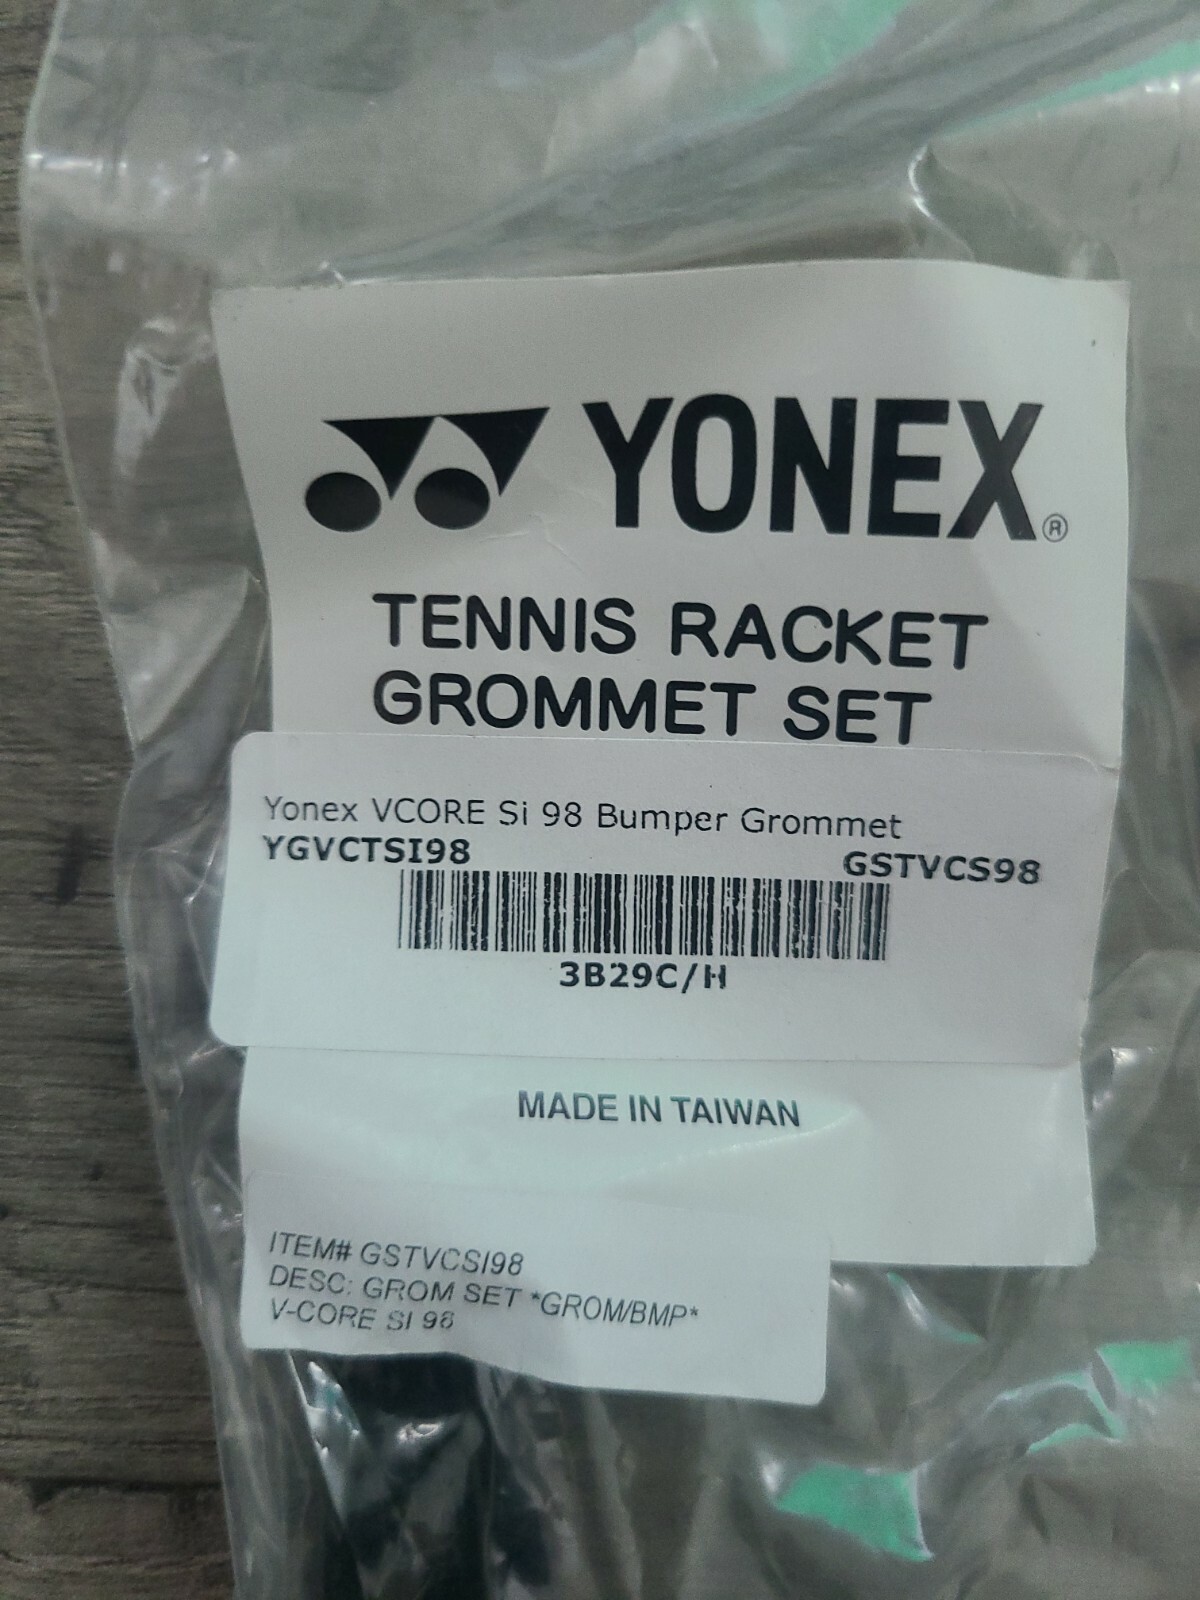 YONEX®
TENNIS RACKET
GROMMET SET
Yonex VCORE Si 98 Bumper Grommet
YGVCTSI98 GSTVCS98
3B29C/H
MADE IN TAIWAN
ITEM# GSTVCSI98
DESC: GROM SET *GROM/BMP*
V-CORE SI 98